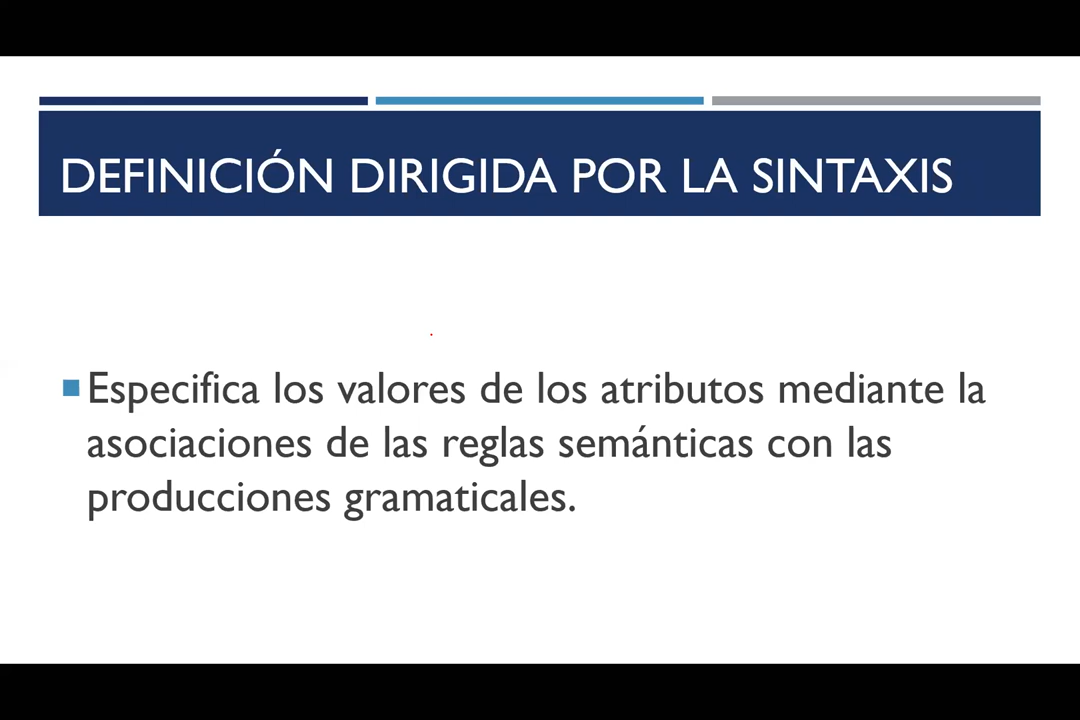 DEFINICIÓN DIRIGIDA POR LA SINTAXIS
Especifica los valores de los atributos mediante la
asociaciones de las reglas semánticas con las
producciones gramaticales.